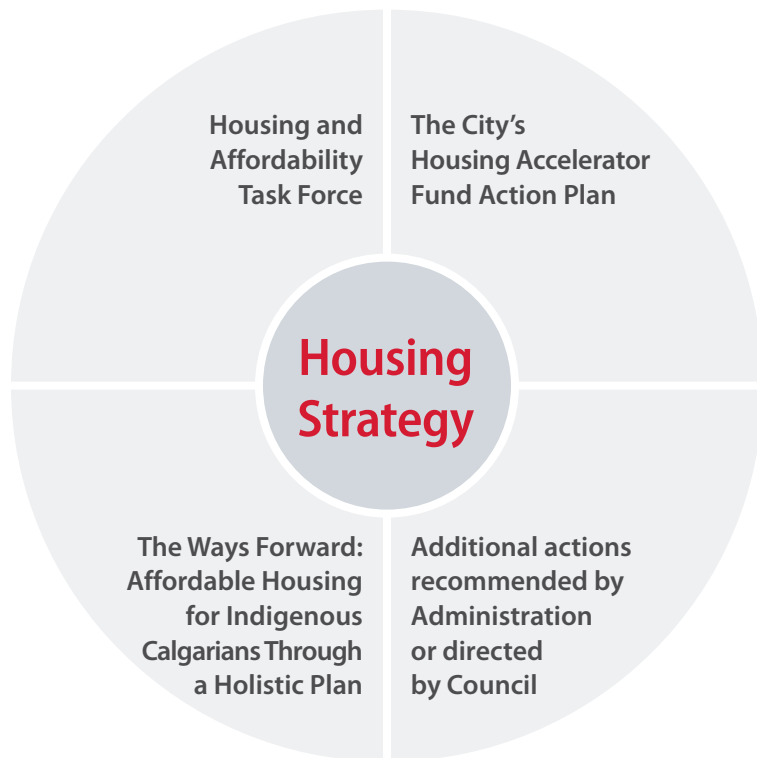 Housing and
Affordability
Task Force
The City’s
Housing Accelerator
Fund Action Plan
Housing
Strategy
The Ways Forward:
Affordable Housing
for Indigenous
Calgarians Through
a Holistic Plan
Additional actions
recommended by
Administration
or directed
by Council